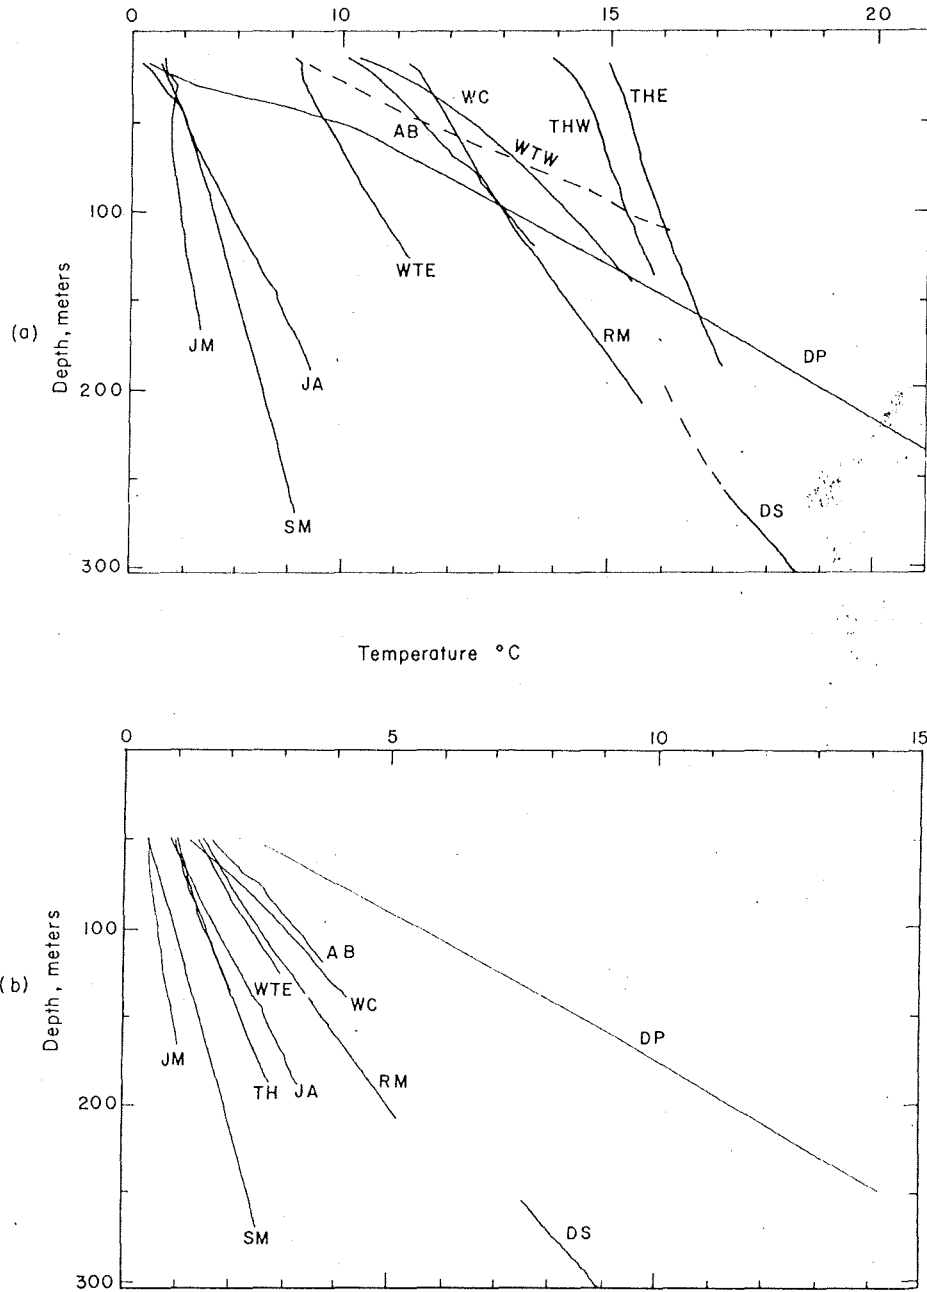 0 10 15 20
WC
THE
AB
THW
WTW
100
WTE
(a)
Depth, meters
JM
RM
DP
JA
200
DS
SM
300
Temperature °C
0 5 10 15
100
AB
WTE
WC
(b)
Depth, meters
JM
DP
TH
JA
RM
200
SM
DS
300